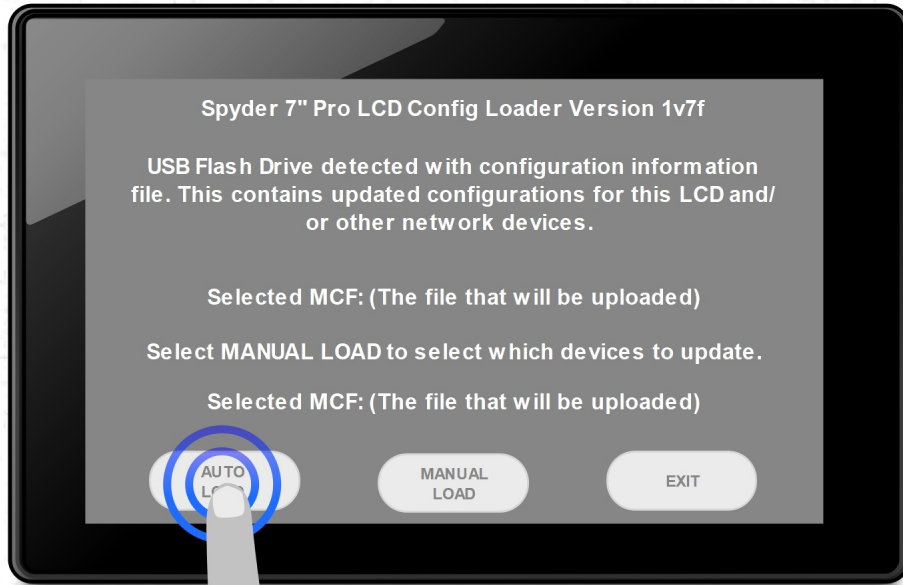 Spyder 7" Pro LCD Config Loader Version 1v7f
USB Flash Drive detected with configuration information
file. This contains updated configurations for this LCD and/
or other network devices.
Selected MCF: (The file that will be uploaded)
Select MANUAL LOAD to select which devices to update.
Selected MCF: (The file that will be uploaded)
AUTO
MANUAL
LOAD
EXIT